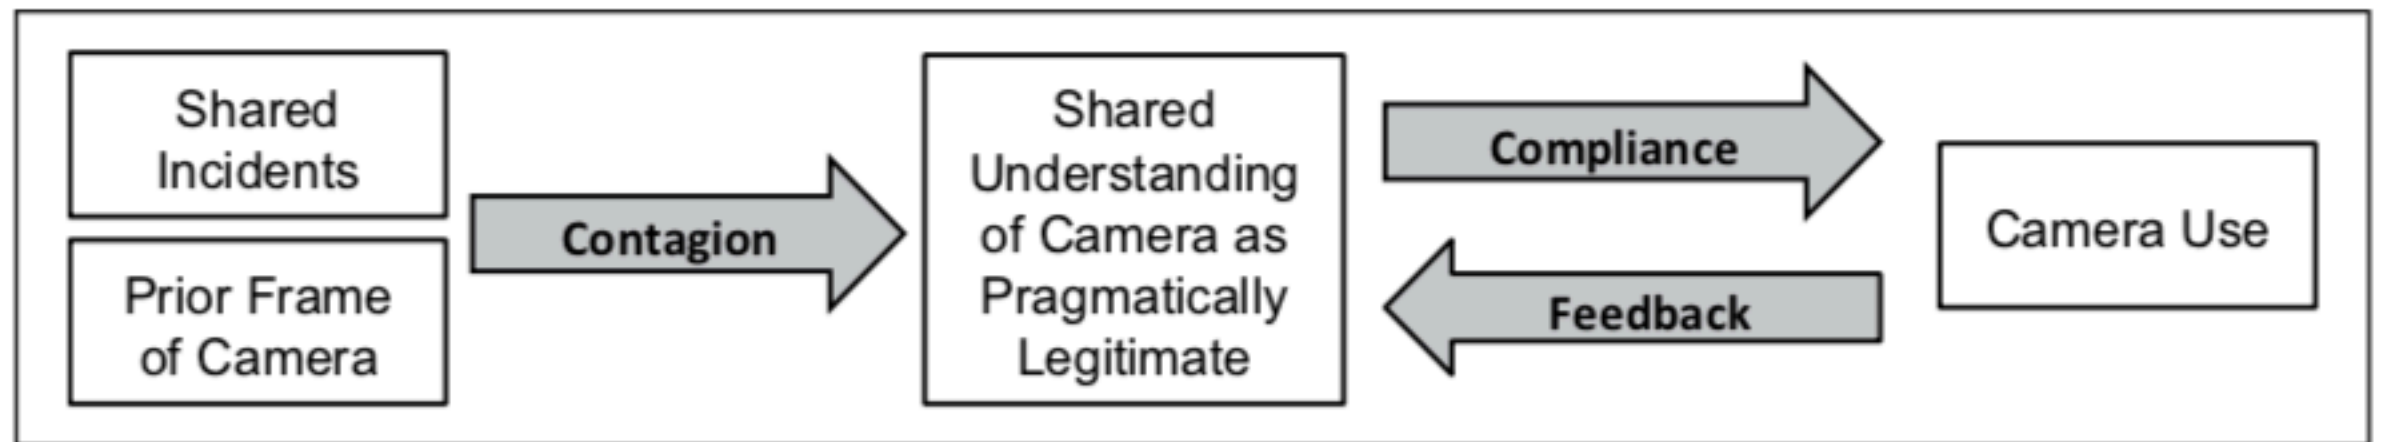 Shared
Incidents
Prior Frame
of Camera
Contagion
Shared
Understanding
of Camera as
Pragmatically
Legitimate
Compliance
Feedback
Camera Use